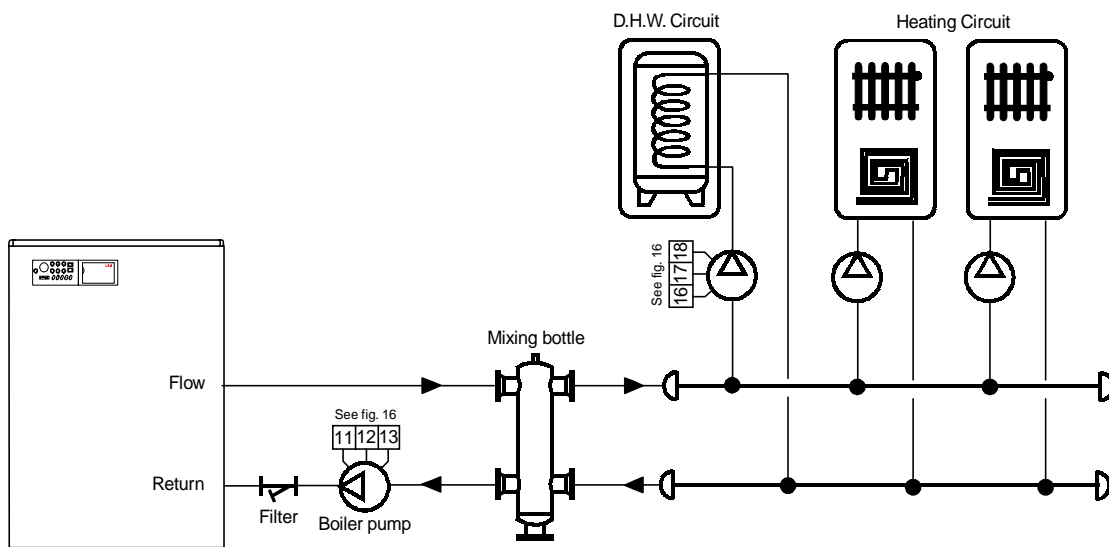 D.H.W. Circuit
Heating Circuit
See fig. 16
16 17 18
Mixing bottle
Flow
See fig. 16
11 12 13
Return
Filter
Boiler pump